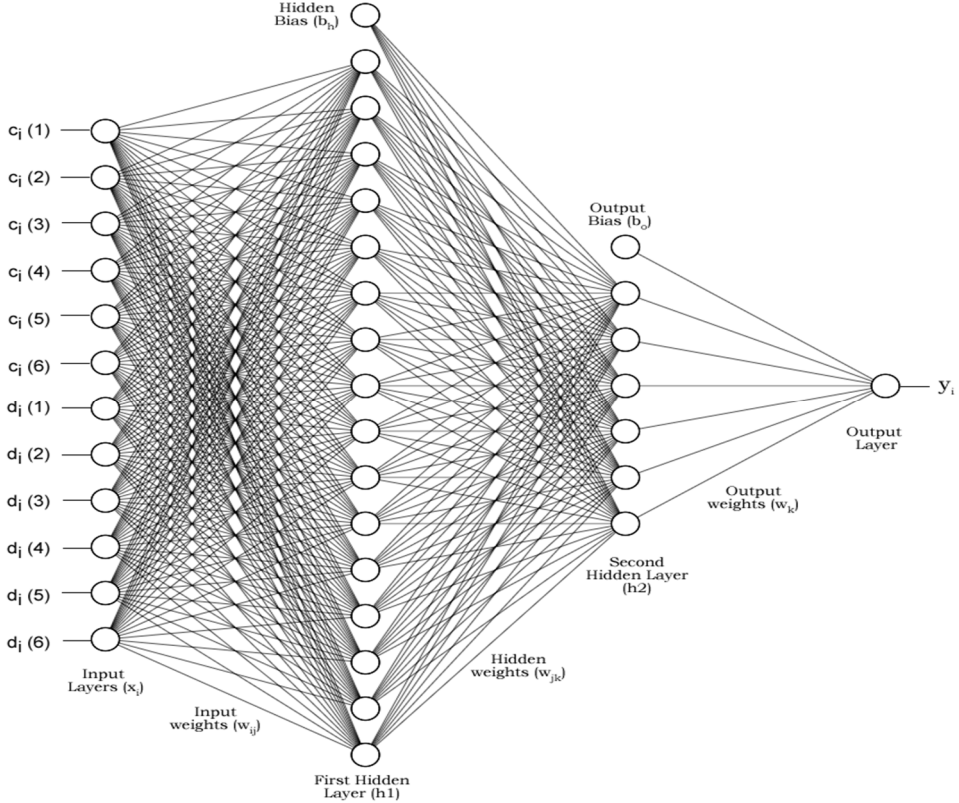 Hidden
Bias (bh)
ci (1)
ci (2)
ci (3)
ci (4)
ci (5)
ci (6)
di (1)
di (2)
di (3)
di (4)
di (5)
di (6)
Input
Layers (xi)
Input
weights (wij)
First Hidden
Layer (h1)
Hidden
weights (wjk)
Output
Bias (bo)
Second
Hidden Layer
(h2)
Output
weights (wk)
yi
Output
Layer